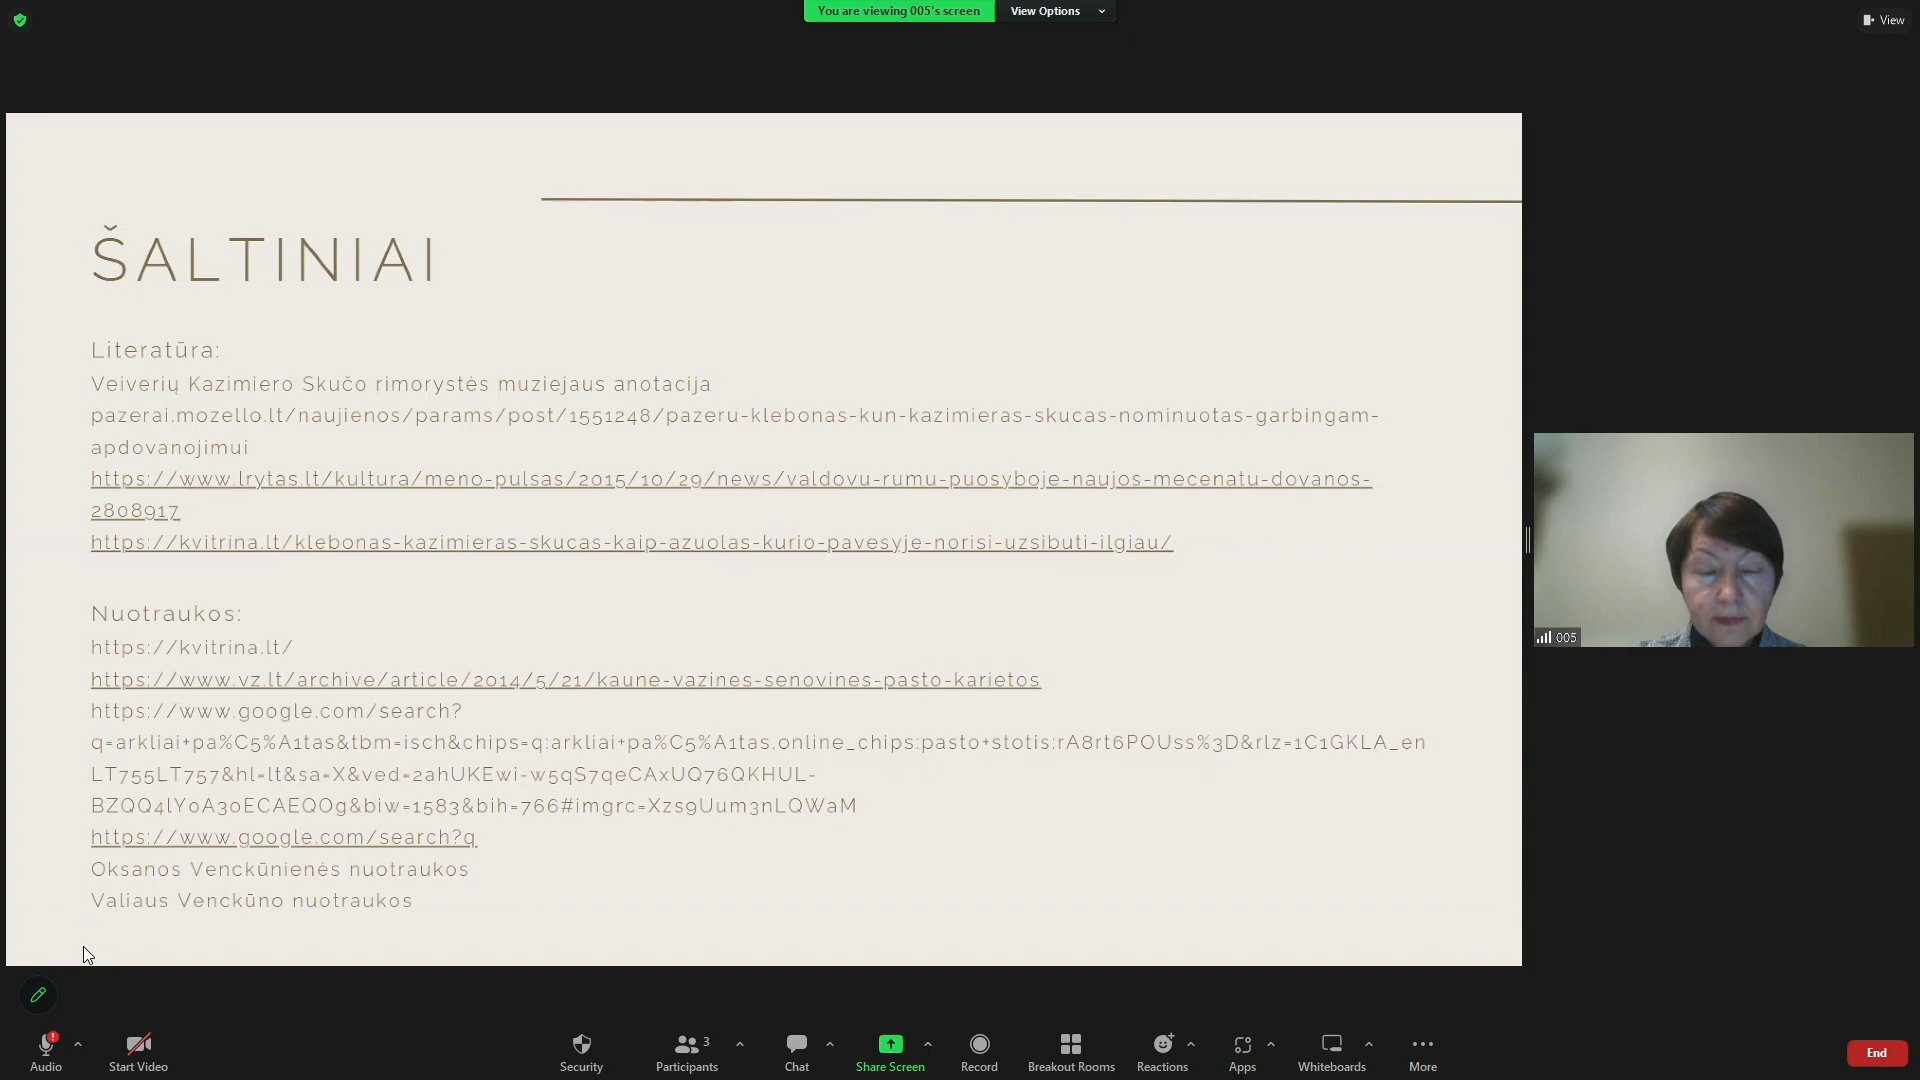 You are viewing 005's screen
View Options
View
ŠALTINIAI
Literatūra:
Veiverių Kazimiero Skučo rimorystės muziejaus anotacija
pazerai.mozello.lt/naujienos/params/post/1551248/pazeru-klebonas-kun-kazimieras-skucas-nominuotas-garbingam-
apdovanojimui
https://www.lrytas.lt/kultura/meno-pulsas/2015/10/29/news/valdovu-rumu-puosyboje-naujos-mecenatu-dovanos-
2808917
https://kvitrina.lt/klebonas-kazimieras-skucas-kaip-azuolas-kurio-pavesyje-norisi-uzsibuti-ilgiau/
Nuotraukos:
https://kvitrina.lt/
https://www.vz.lt/archive/article/2014/5/21/kaune-vazines-senovines-pasto-karietos
https://www.google.com/search?
q=arkliai+pa%C5%A1tas&tbm=isch&chips=q:arkliai+pa%C5%A1tas,online_chips:pasto+stotis:rA8rt6POUss%3D&rlz=1C1GKLA_en
LT755LT757&hl=lt&sa=X&ved=2ahUKEwi-w5qS7qeCAxUQ76QKHUL-
BZQQ4lYoA3oECAEQOg&biw=1583&bih=766#imgrc=Xzs9Uum3nLQWaM
https://www.google.com/search?q
Oksanos Venckūnienės nuotraukos
Valiaus Venckūno nuotraukos
005
Audio
Start Video
Security
Participants
3
Chat
Share Screen
Record
Breakout Rooms
Reactions
Apps
Whiteboards
More
End